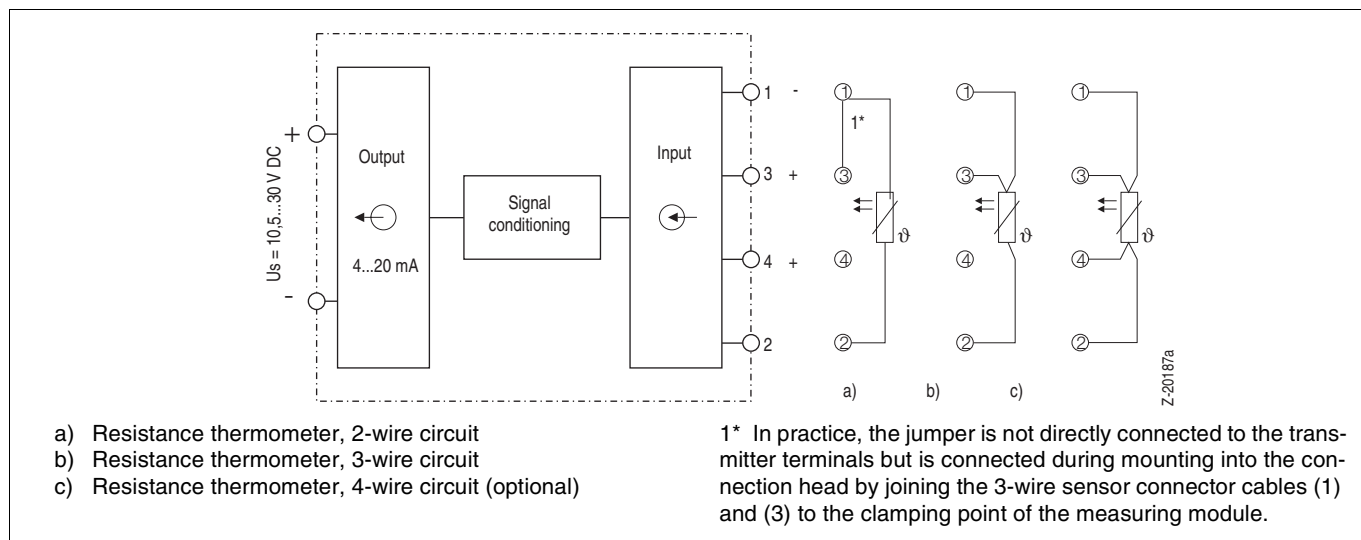 Us = 10,5...30 V DC
+
-
Output
4...20 mA
Signal
conditioning
Input
1 -
3 +
4 +
2
1
1*
3
4
2
ϑ
1
3
4
2
ϑ
1
3
4
2
ϑ
a) b) c)
Z-20187a
a) Resistance thermometer, 2-wire circuit
b) Resistance thermometer, 3-wire circuit
c) Resistance thermometer, 4-wire circuit (optional)
1* In practice, the jumper is not directly connected to the trans-
mitter terminals but is connected during mounting into the con-
nection head by joining the 3-wire sensor connector cables (1)
and (3) to the clamping point of the measuring module.